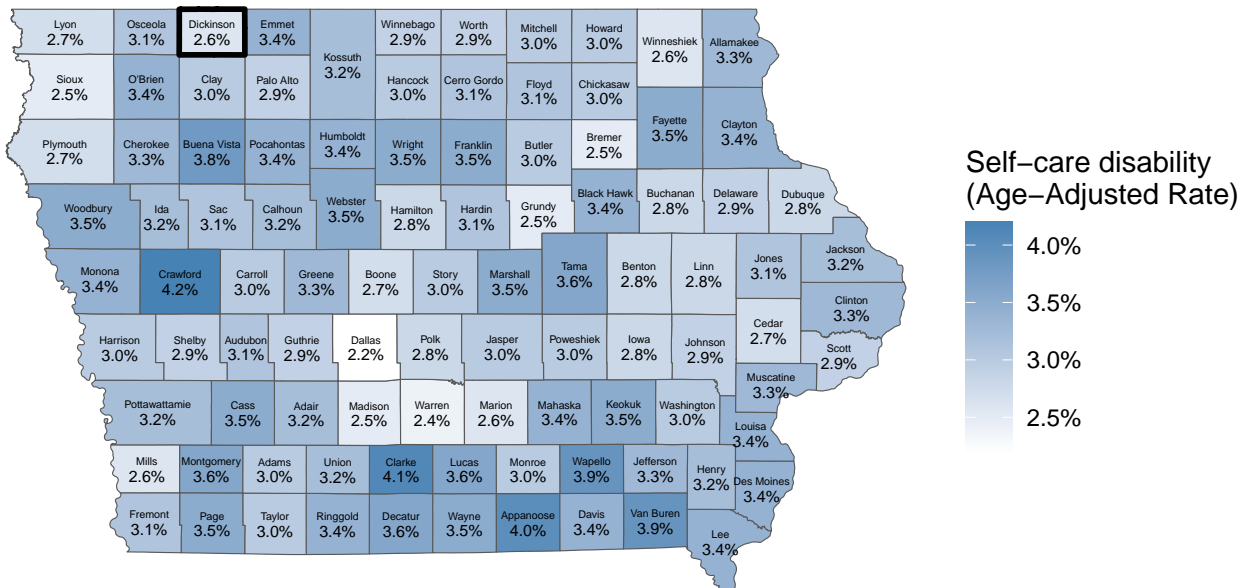 Lyon
2.7%
Osceola
3.1%
Dickinson
2.6%
Emmet
3.4%
Kossuth
3.2%
Winnebago
2.9%
Worth
2.9%
Mitchell
3.0%
Howard
3.0%
Winneshiek
2.6%
Allamakee
3.3%
Sioux
2.5%
O'Brien
3.4%
Clay
3.0%
Palo Alto
2.9%
Hancock
3.0%
Cerro Gordo
3.1%
Floyd
3.1%
Chickasaw
3.0%
Fayette
3.5%
Clayton
3.4%
Plymouth
2.7%
Cherokee
3.3%
Buena Vista
3.8%
Pocahontas
3.4%
Humboldt
3.4%
Wright
3.5%
Franklin
3.5%
Butler
3.0%
Bremer
2.5%
Woodbury
3.5%
Ida
3.2%
Sac
3.1%
Calhoun
3.2%
Webster
3.5%
Hamilton
2.8%
Hardin
3.1%
Grundy
2.5%
Black Hawk
3.4%
Buchanan
2.8%
Delaware
2.9%
Dubuque
2.8%
Monona
3.4%
Crawford
4.2%
Carroll
3.0%
Greene
3.3%
Boone
2.7%
Story
3.0%
Marshall
3.5%
Tama
3.6%
Benton
2.8%
Linn
2.8%
Jones
3.1%
Jackson
3.2%
Clinton
3.3%
Harrison
3.0%
Shelby
2.9%
Audubon
3.1%
Guthrie
2.9%
Dallas
2.2%
Polk
2.8%
Jasper
3.0%
Poweshiek
3.0%
Iowa
2.8%
Johnson
2.9%
Cedar
2.7%
Scott
2.9%
Muscatine
3.3%
Pottawattamie
3.2%
Cass
3.5%
Adair
3.2%
Madison
2.5%
Warren
2.4%
Marion
2.6%
Mahaska
3.4%
Keokuk
3.5%
Washington
3.0%
Louisa
3.4%
Mills
2.6%
Montgomery
3.6%
Adams
3.0%
Union
3.2%
Clarke
4.1%
Lucas
3.6%
Monroe
3.0%
Wapello
3.9%
Jefferson
3.3%
Henry
3.2%
Des Moines
3.4%
Fremont
3.1%
Page
3.5%
Taylor
3.0%
Ringgold
3.4%
Decatur
3.6%
Wayne
3.5%
Appanoose
4.0%
Davis
3.4%
Van Buren
3.9%
Lee
3.4%
Self−care disability
(Age−Adjusted Rate)
4.0%
3.5%
3.0%
2.5%